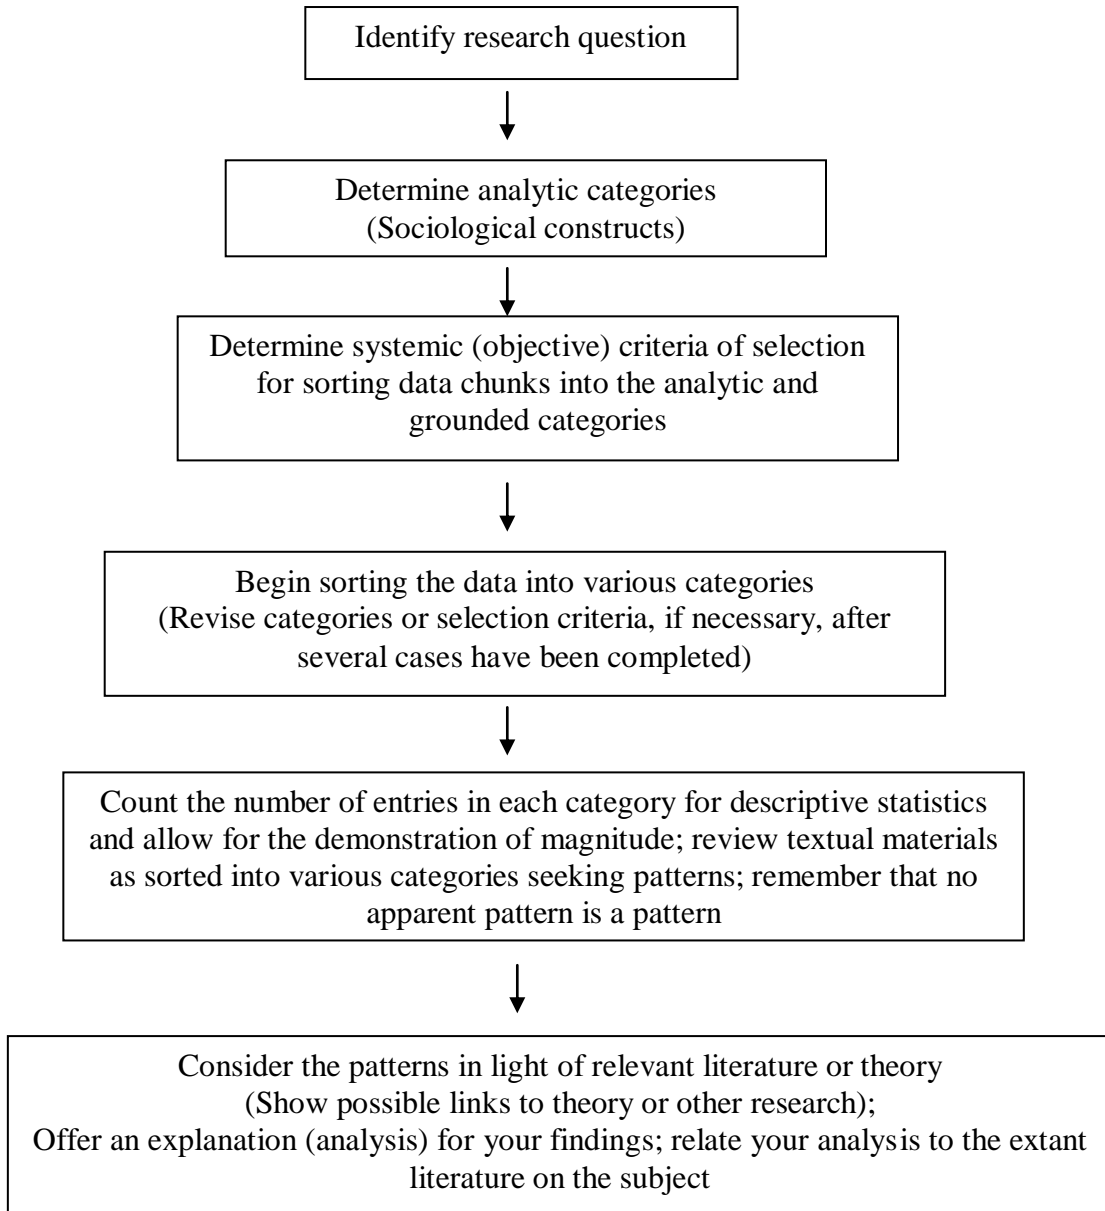 Identify research question
Determine analytic categories
(Sociological constructs)
Determine systemic (objective) criteria of selection
for sorting data chunks into the analytic and
grounded categories
Begin sorting the data into various categories
(Revise categories or selection criteria, if necessary, after
several cases have been completed)
Count the number of entries in each category for descriptive statistics
and allow for the demonstration of magnitude; review textual materials
as sorted into various categories seeking patterns; remember that no
apparent pattern is a pattern
Consider the patterns in light of relevant literature or theory
(Show possible links to theory or other research);
Offer an explanation (analysis) for your findings; relate your analysis to the extant
literature on the subject